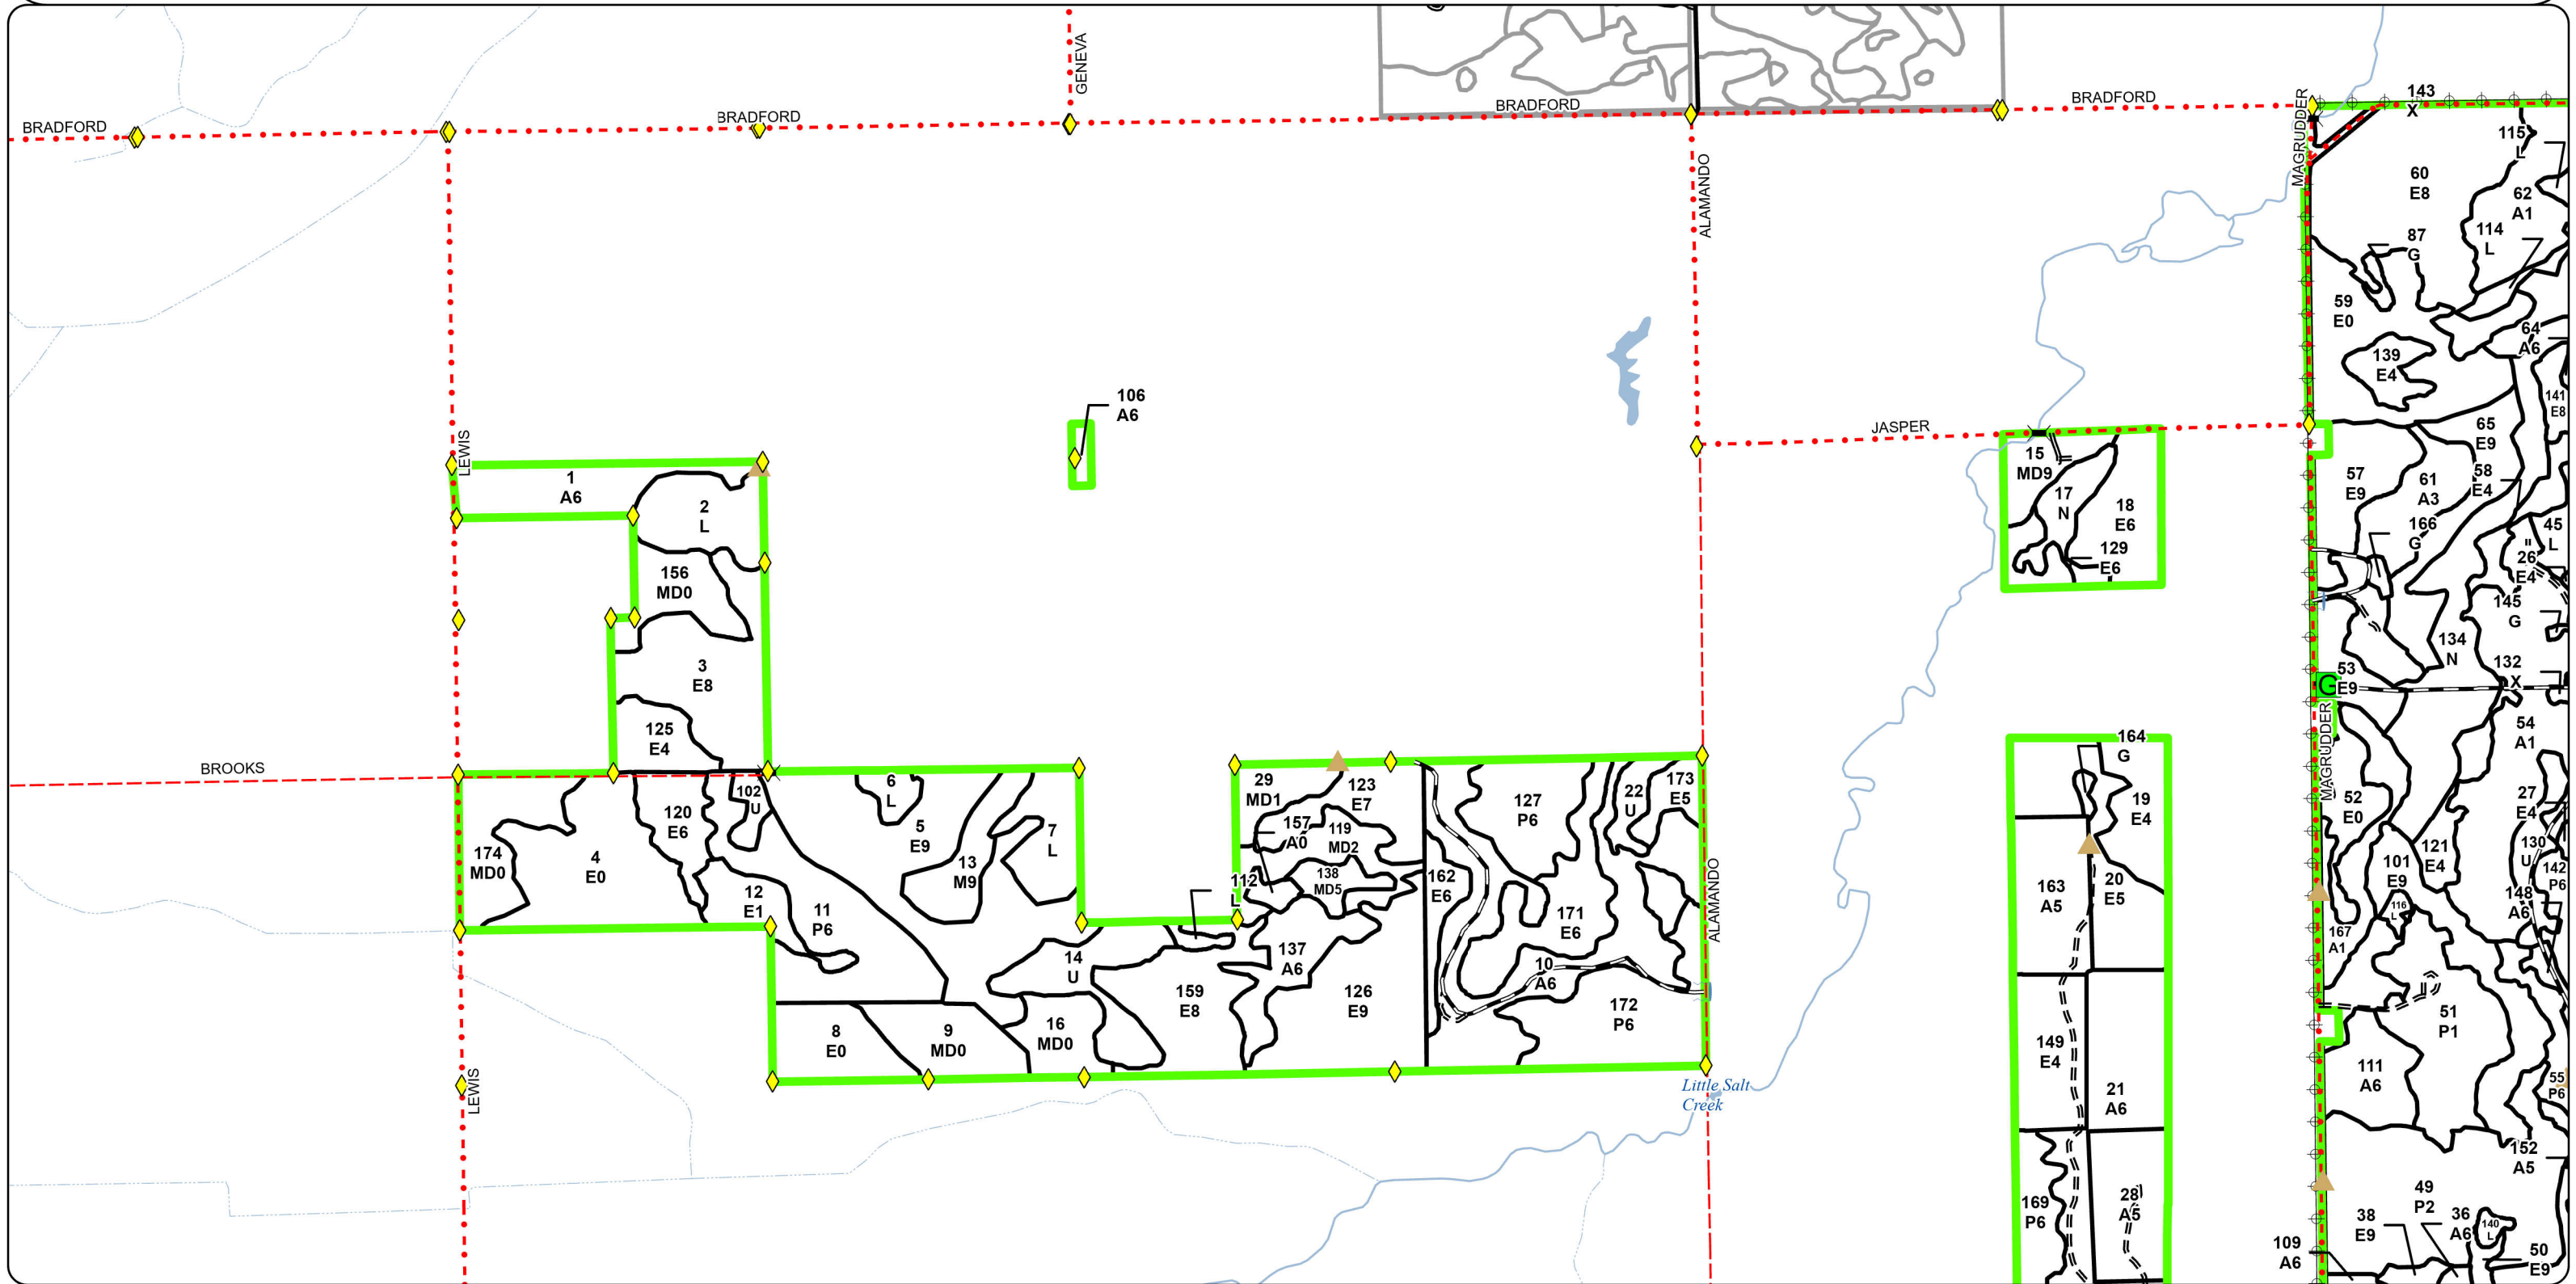 GENEVA
BRADFORD
BRADFORD
BRADFORD
BRADFORD
MAGRUDDER
ALAMANDO
LEWIS
JASPER
BROOKS
ALAMANDO
MAGRUDDER
LEWIS
Little Salt
Creek
143
X
115
L
60
E8
62
A1
114
L
87
G
59
E0
64
A6
139
E4
141
E8
65
E9
58
E4
57
E9
61
A3
166
G
45
L
26
E4
145
G
134
N
132
X
G
53
E9
54
A1
52
E0
27
E4
130
U
142
P6
121
E4
101
E9
148
A6
116
L
167
A1
51
P1
111
A6
55
P6
152
A5
49
P2
38
E9
36
A6
140
L
50
E9
109
A6
106
A6
1
A6
2
L
156
MD0
3
E8
125
E4
174
MD0
4
E0
120
E6
102
U
6
L
5
E9
13
M9
7
L
12
E1
11
P6
8
E0
9
MD0
14
U
16
MD0
112
L
159
E8
29
MD1
123
E7
157
A0
119
MD2
138
MD5
137
A6
126
E9
162
E6
127
P6
22
U
173
E5
171
E6
10
A6
172
P6
15
MD9
17
N
18
E6
129
E6
164
G
19
E4
163
A5
20
E5
149
E4
21
A6
169
P6
28
A5